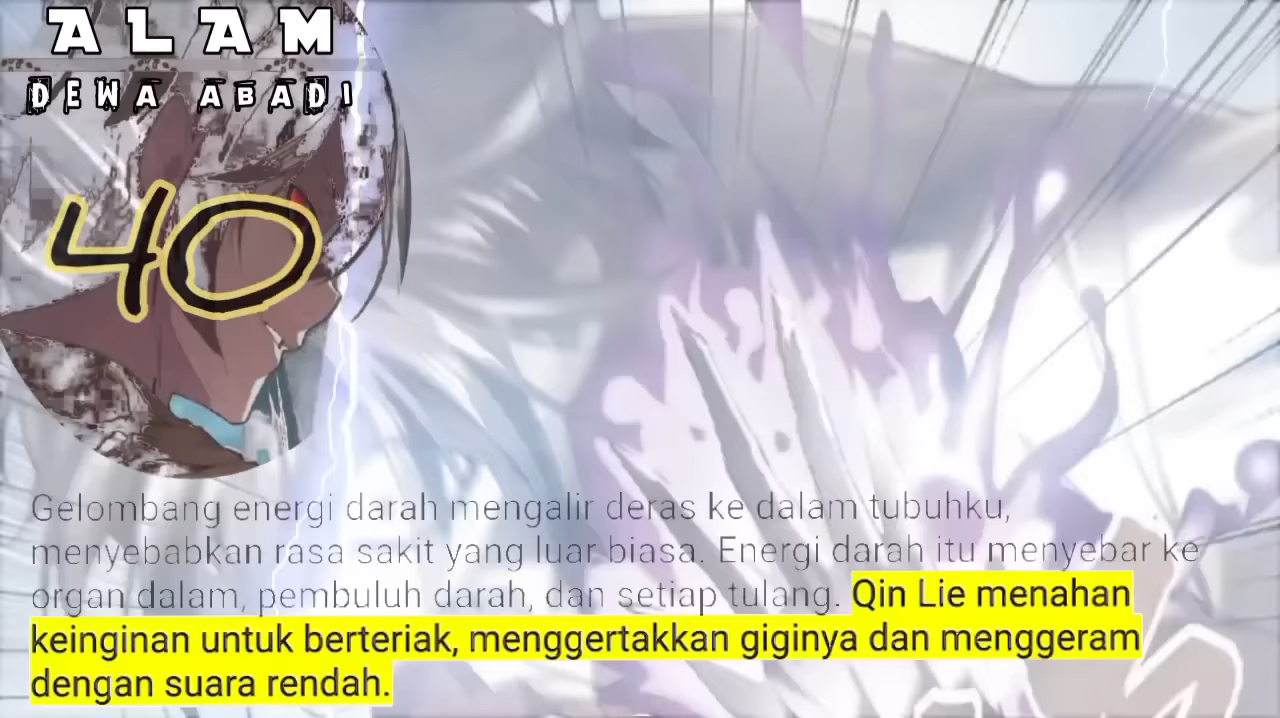 ALAM
DEWA ABADI
40
Gelombang energi darah mengalir deras ke dalam tubuhku,
menyebabkan rasa sakit yang luar biasa. Energi darah itu menyebar ke
organ dalam, pembuluh darah, dan setiap tulang. Qin Lie menahan
keinginan untuk berteriak, menggertakkan giginya dan menggeram
dengan suara rendah.